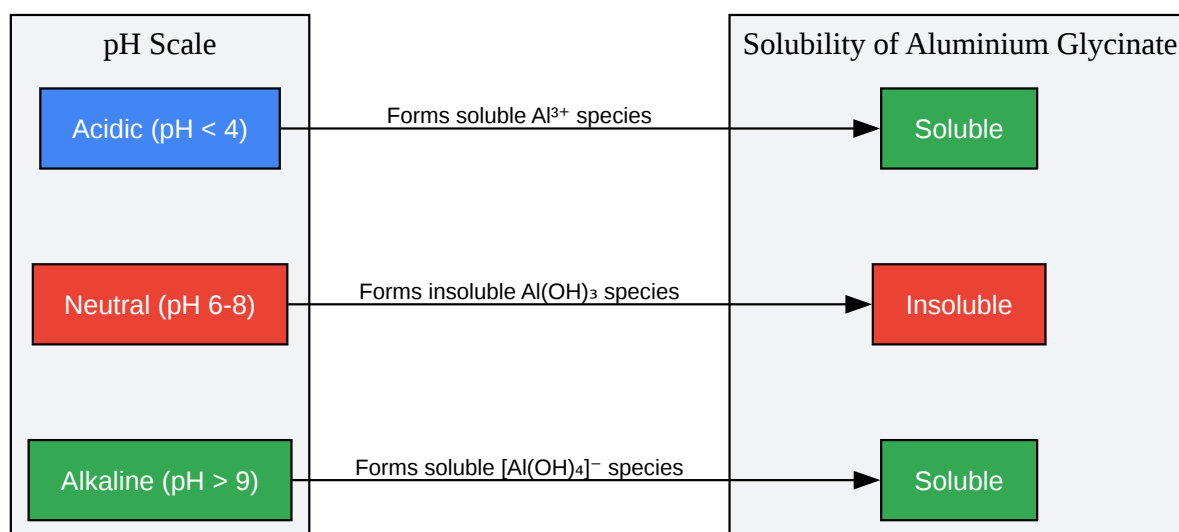 pH Scale
Solubility of Aluminium Glycinate
Acidic (pH < 4)
Forms soluble Al³⁺ species
Soluble
Neutral (pH 6-8)
Forms insoluble Al(OH)₃ species
Insoluble
Alkaline (pH > 9)
Forms soluble [Al(OH)₄]⁻ species
Soluble